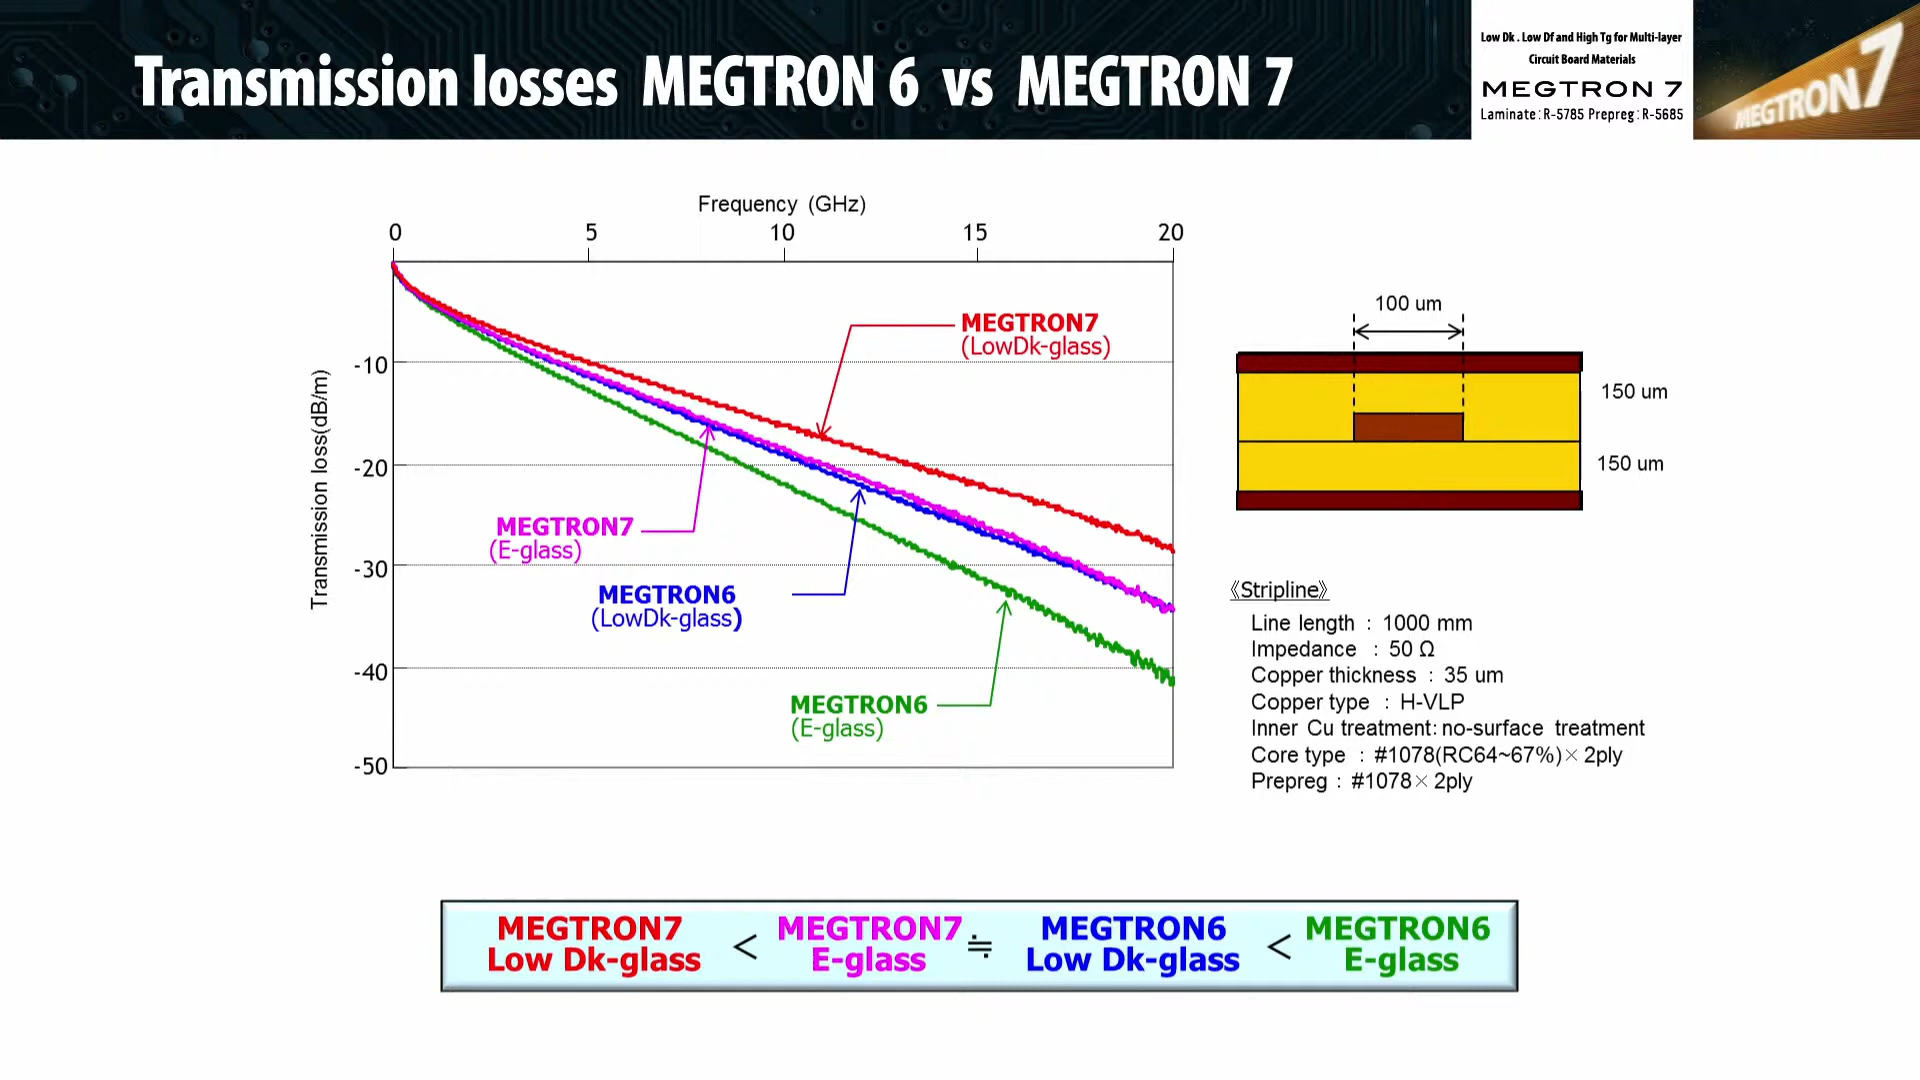 Transmission losses MEGTRON 6 vs MEGTRON 7
Low Dk . Low Df and High Tg for Multi-layer
Circuit Board Materials
MEGTRON 7
Laminate:R-5785 Prepreg:R-5685
MEGTRON7
Frequency (GHz)
0 5 10 15 20
Transmission loss(dB/m)
-10
-20
-30
-40
-50
MEGTRON7
(LowDk-glass)
MEGTRON7
(E-glass)
MEGTRON6
(LowDk-glass)
MEGTRON6
(E-glass)
100 um
150 um
150 um
《Stripline》
Line length : 1000 mm
Impedance : 50 Ω
Copper thickness : 35 um
Copper type : H-VLP
Inner Cu treatment:no-surface treatment
Core type : #1078(RC64~67%)×2ply
Prepreg : #1078×2ply
MEGTRON7 Low Dk-glass < MEGTRON7 E-glass ≒ MEGTRON6 Low Dk-glass < MEGTRON6 E-glass